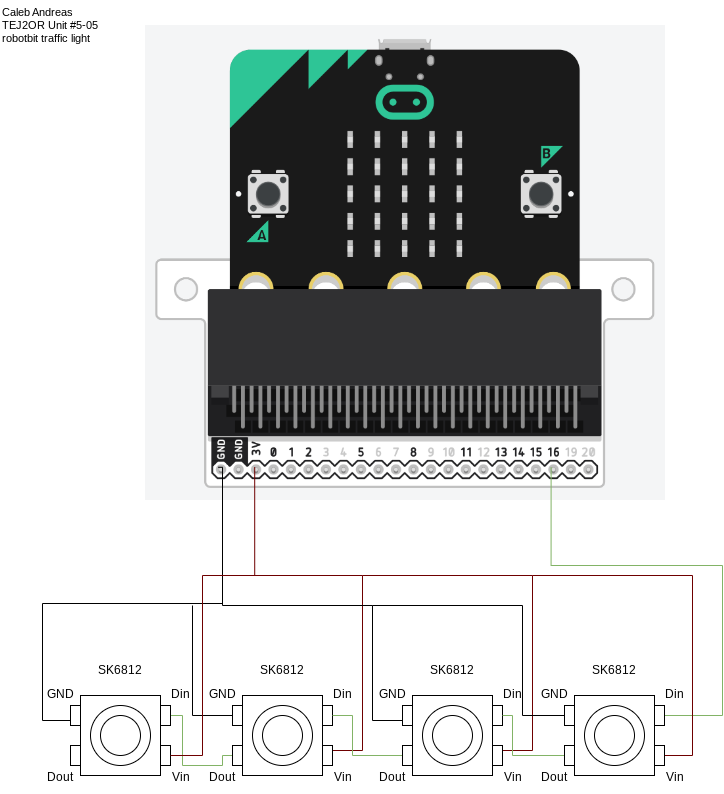 Caleb Andreas
TEJ2OR Unit #5-05
robotbit traffic light
B
A
GND GND 3V 0 1 2 3 4 5 6 7 8 9 10 11 12 13 14 15 16 19 20
SK6812 SK6812 SK6812 SK6812
GND Din GND Din GND Din GND Din
Dout Vin Dout Vin Dout Vin Dout Vin